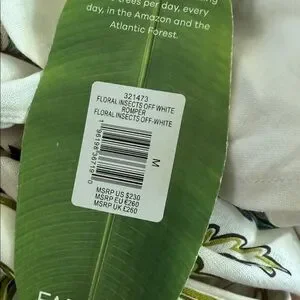 trees per day, every
day, in the Amazon and the
Atlantic Forest.
321473
FLORAL INSECTS OFF WHITE
ROMPER
FLORAL INSECTS OFF-WHITE
M
MSRP US $230
MSRP EU €260
MSRP UK £260